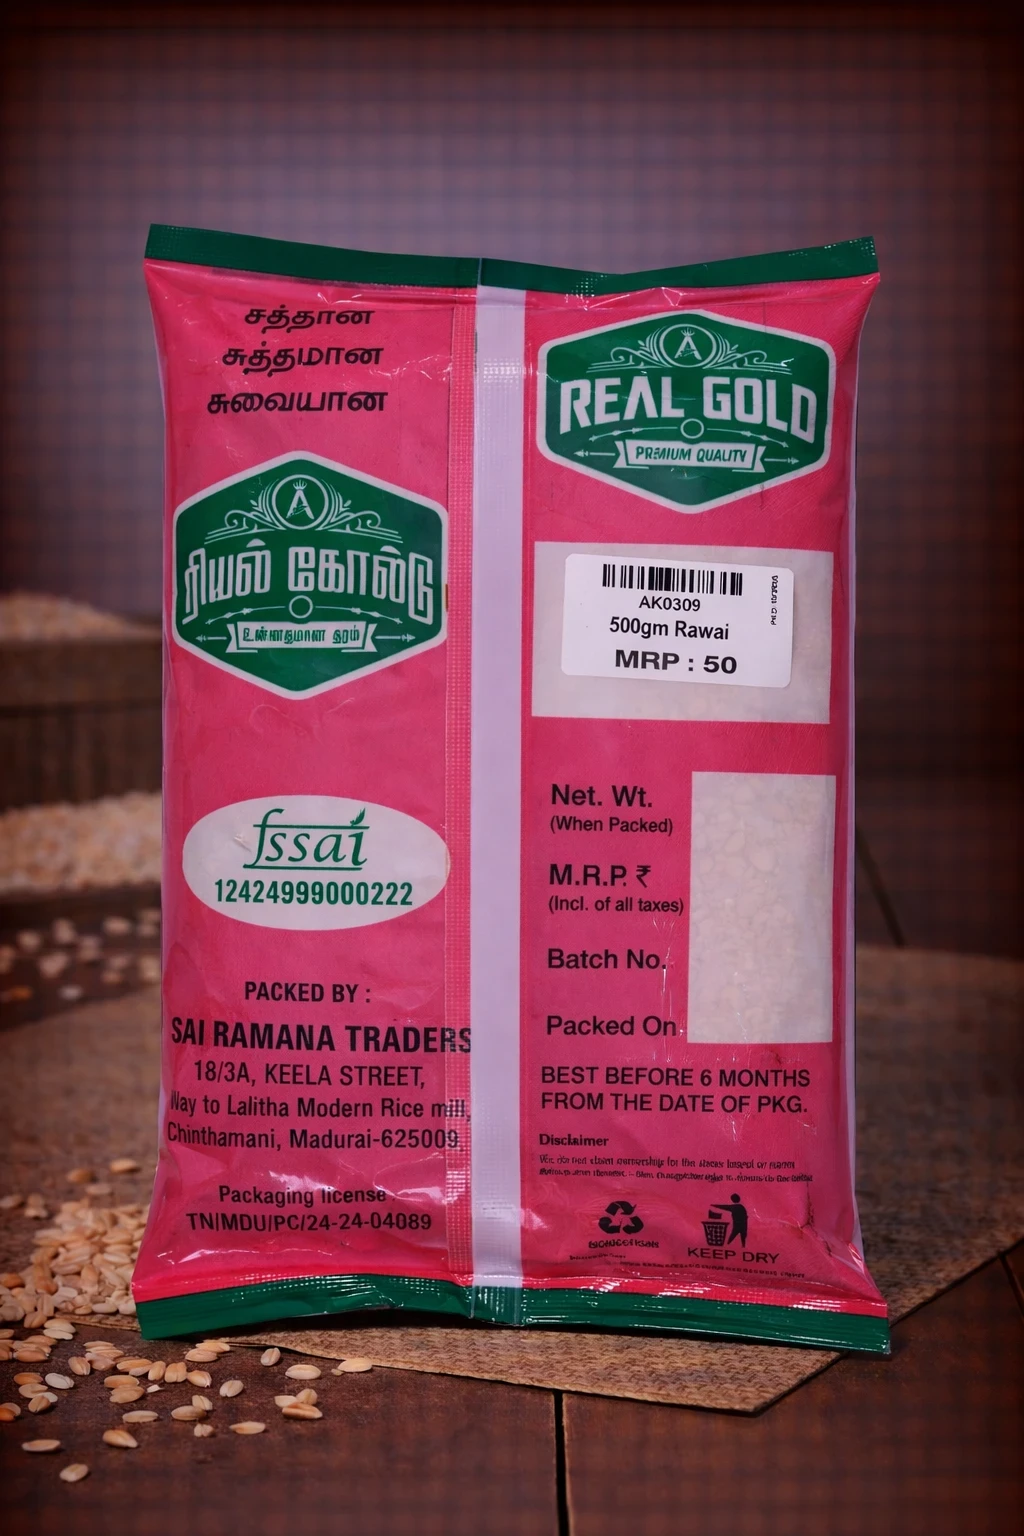 சத்தான
சுத்தமான
சுவையான
A
ரியல் கோல்டு
உன்னதமான தரம்
fssai
12424999000222
PACKED BY :
SAI RAMANA TRADERS
18/3A, KEELA STREET,
Way to Lalitha Modern Rice mill,
Chinthamani, Madurai-625009
Packaging license
TN/MDU/PC/24-24-04089
A
REAL GOLD
PREMIUM QUALITY
AK0309
500gm Rawai
MRP : 50
Net. Wt.
(When Packed)
M.R.P. ₹
(Incl. of all taxes)
Batch No.
Packed On
BEST BEFORE 6 MONTHS
FROM THE DATE OF PKG.
Disclaimer
KEEP DRY